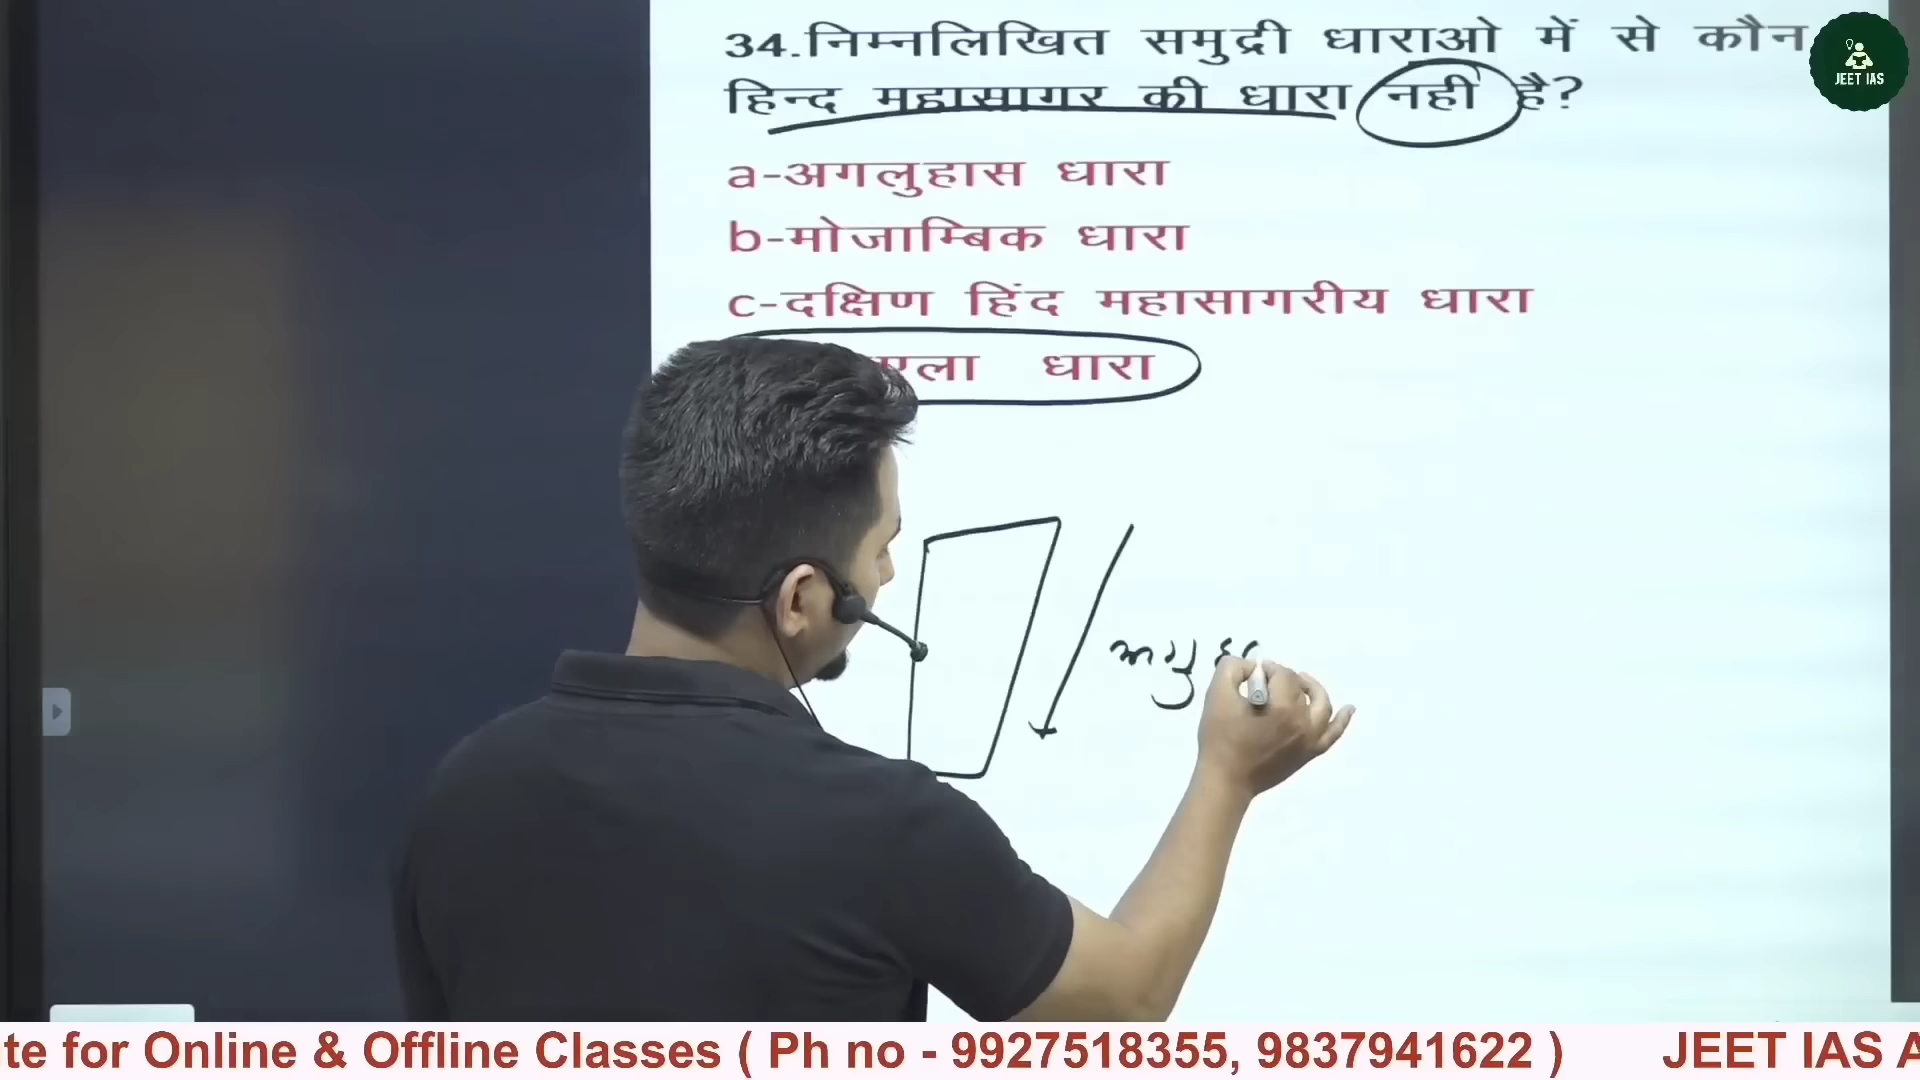 34.निम्नलिखित समुद्री धाराओ में से कौन
JEET IAS
हिन्द महासागर की धारा नही है?
a-अगलुहास धारा
b-मोजाम्बिक धारा
c-दक्षिण हिंद महासागरीय धारा
धारा
te for Online & Offline Classes ( Ph no - 9927518355, 9837941622 ) JEET IAS A